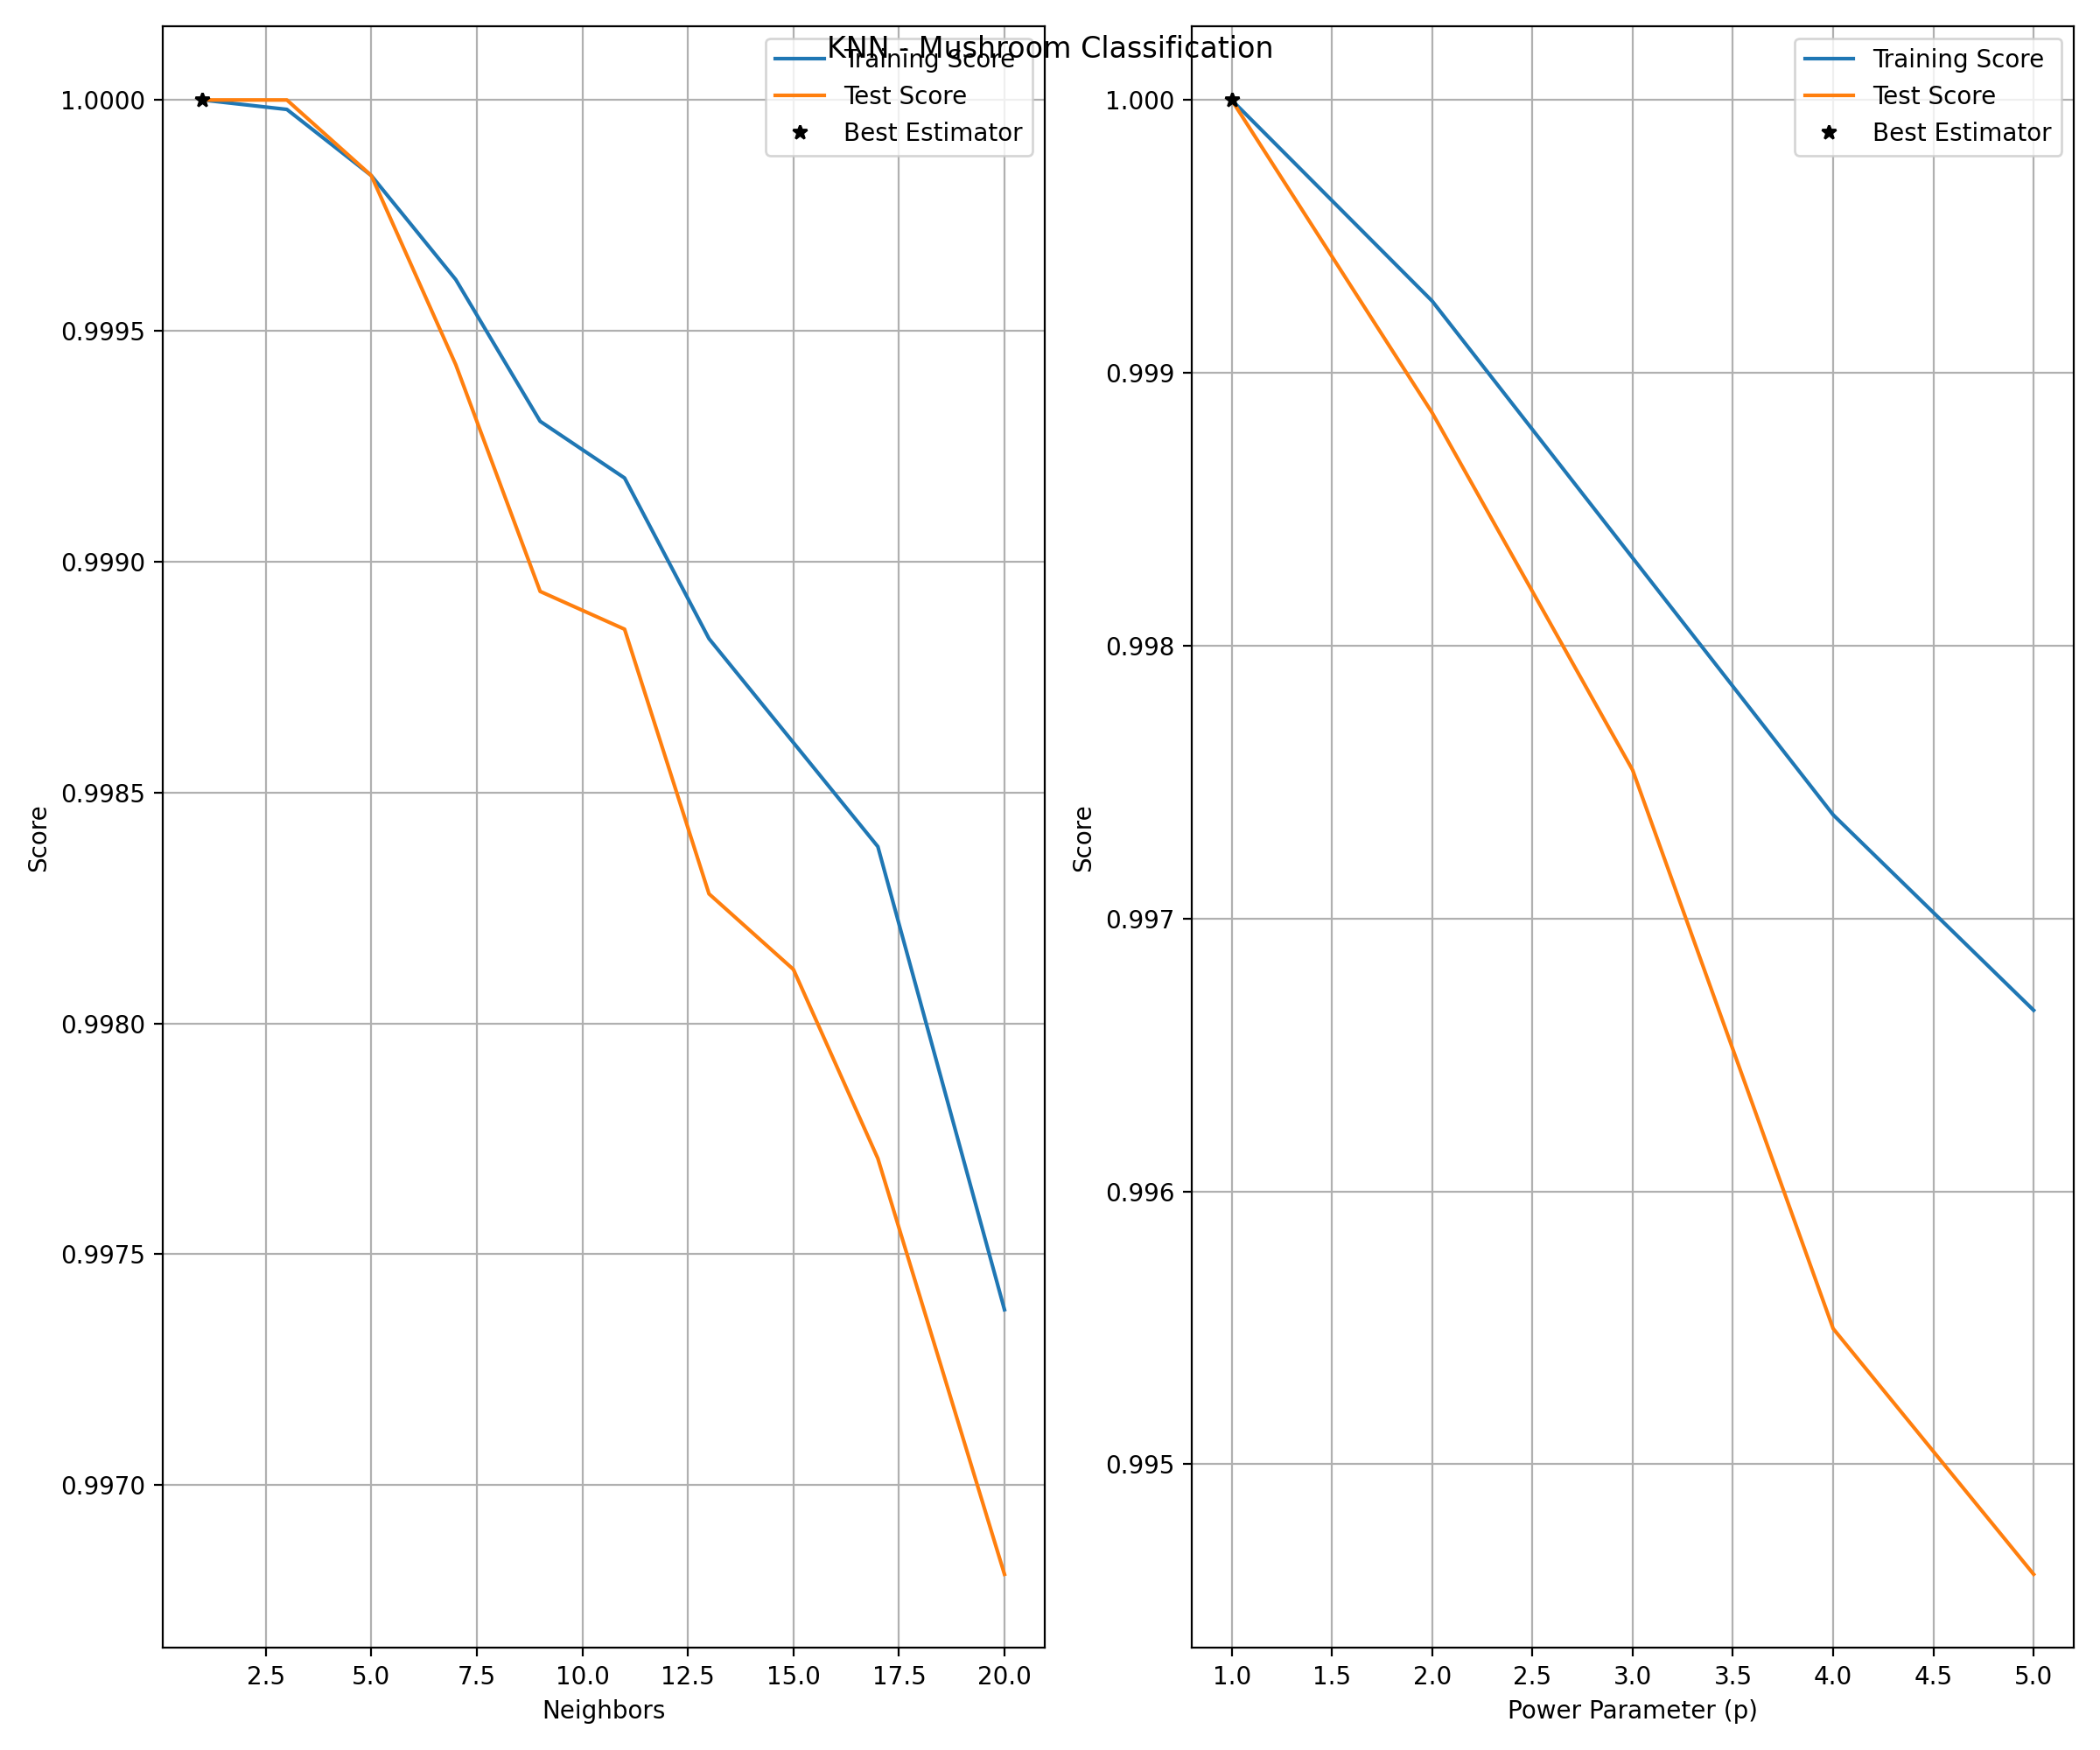 KNN - Mushroom Classification
Training Score
Test Score
Best Estimator
1.0000
0.9995
0.9990
0.9985
0.9980
0.9975
0.9970
Score
2.5 5.0 7.5 10.0 12.5 15.0 17.5 20.0
Neighbors
Training Score
Test Score
Best Estimator
1.000
0.999
0.998
0.997
0.996
0.995
Score
1.0 1.5 2.0 2.5 3.0 3.5 4.0 4.5 5.0
Power Parameter (p)